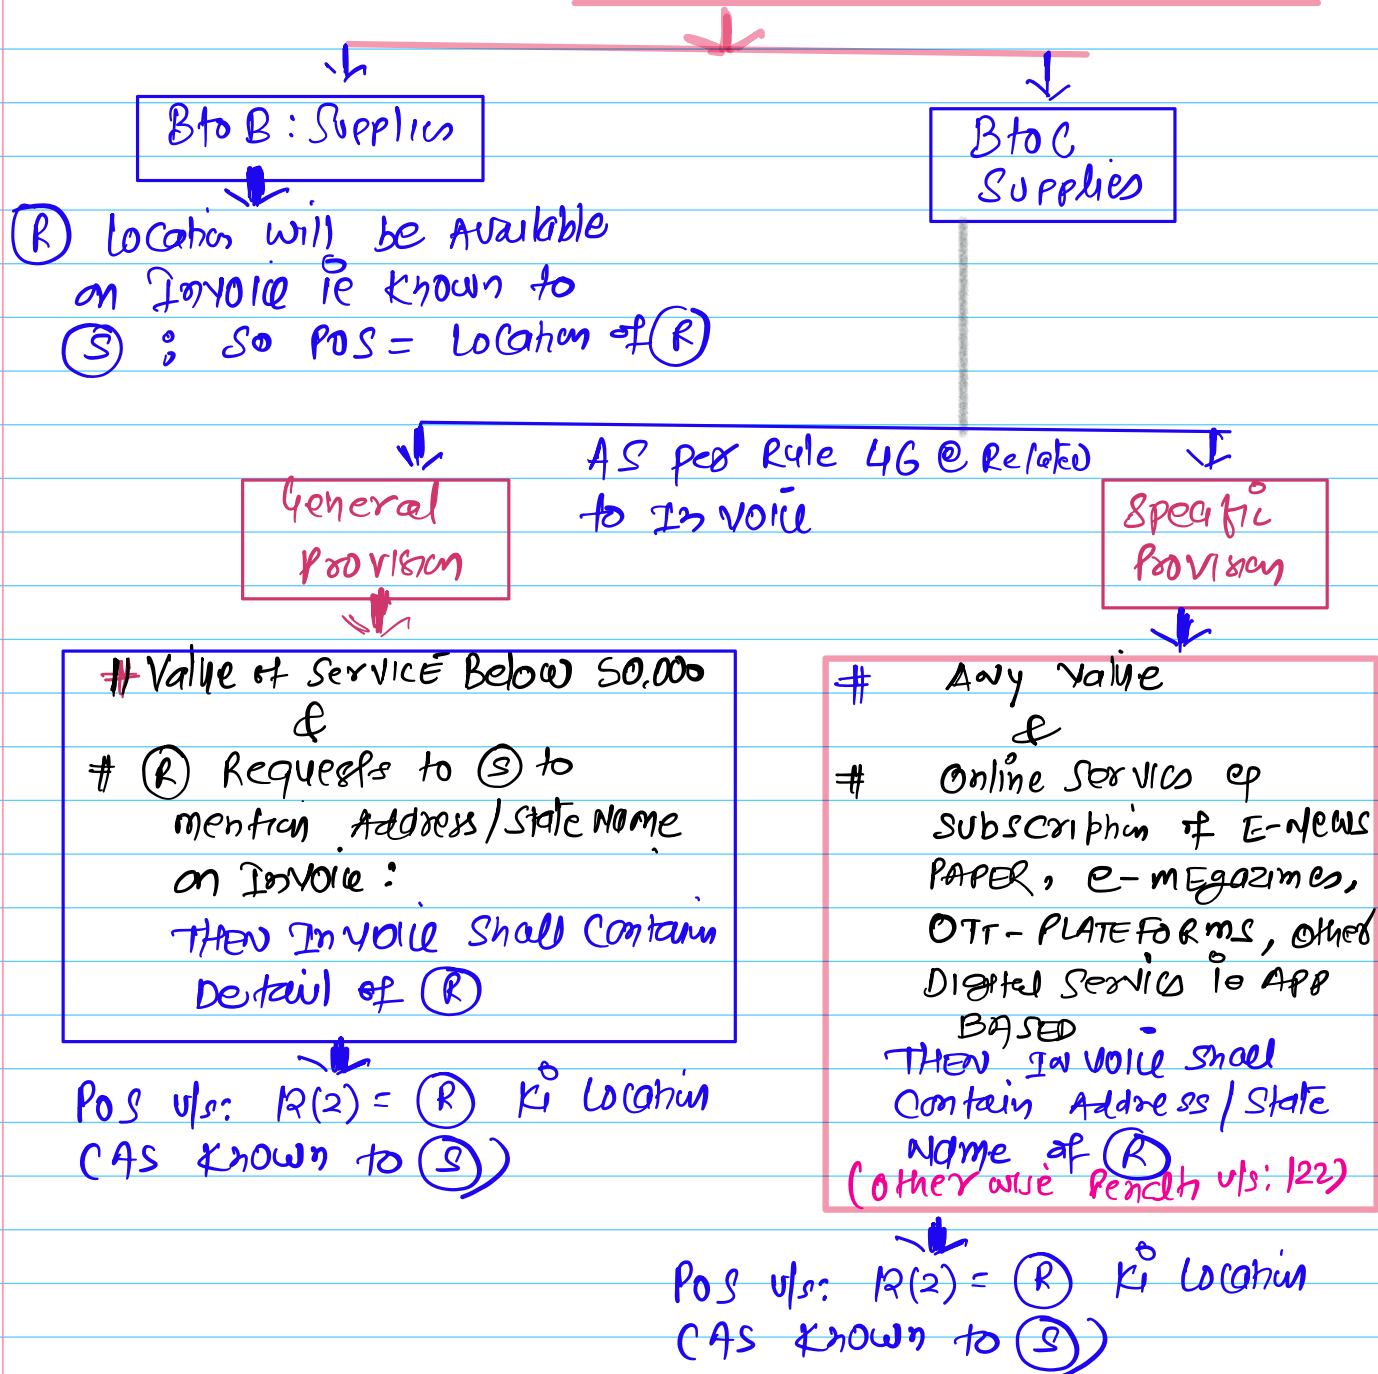 B to B : Supplies
B to C
Supplies
(R) Location will be Available
on Invoice ie Known to
(S) : So POS = Location of (R)
AS per Rule 46 @ Related
to Invoice
General
Provision
Specific
Provision
# Value of Service Below 50,000
&
# (R) Requests to (S) to
mention Address/State Name
on Invoice :
THEN Invoice Shall Contain
Detail of (R)
POS u/s: 12(2) = (R) Ki Location
(AS Known to (S))
# Any Value
&
# Online Services eg
Subscription of E-News
PAPER, e-megazines,
OTT-PLATEFORMS, other
Digital Services ie APP
BASED
THEN Invoice Shall
Contain Address/State
Name of (R)
(otherwise Penalty u/s: 122)
POS u/s: 12(2) = (R) Ki Location
(AS Known to (S))